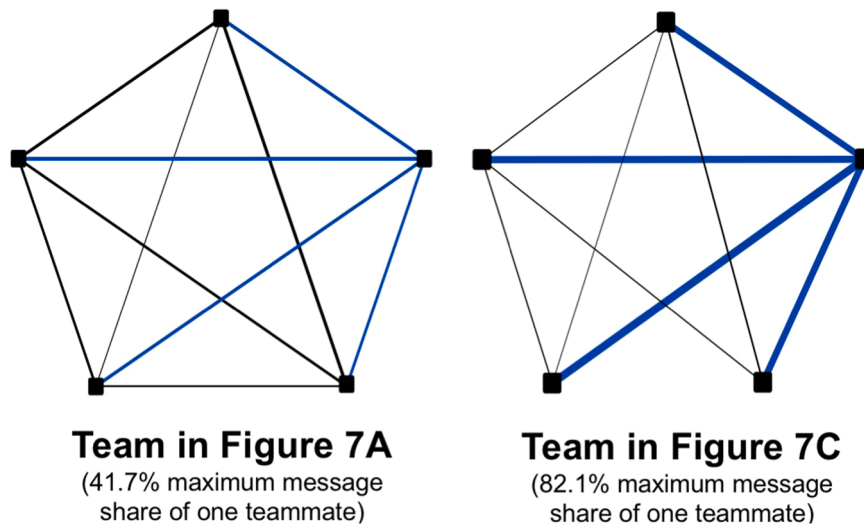 Team in Figure 7A
(41.7% maximum message
share of one teammate)
Team in Figure 7C
(82.1% maximum message
share of one teammate)